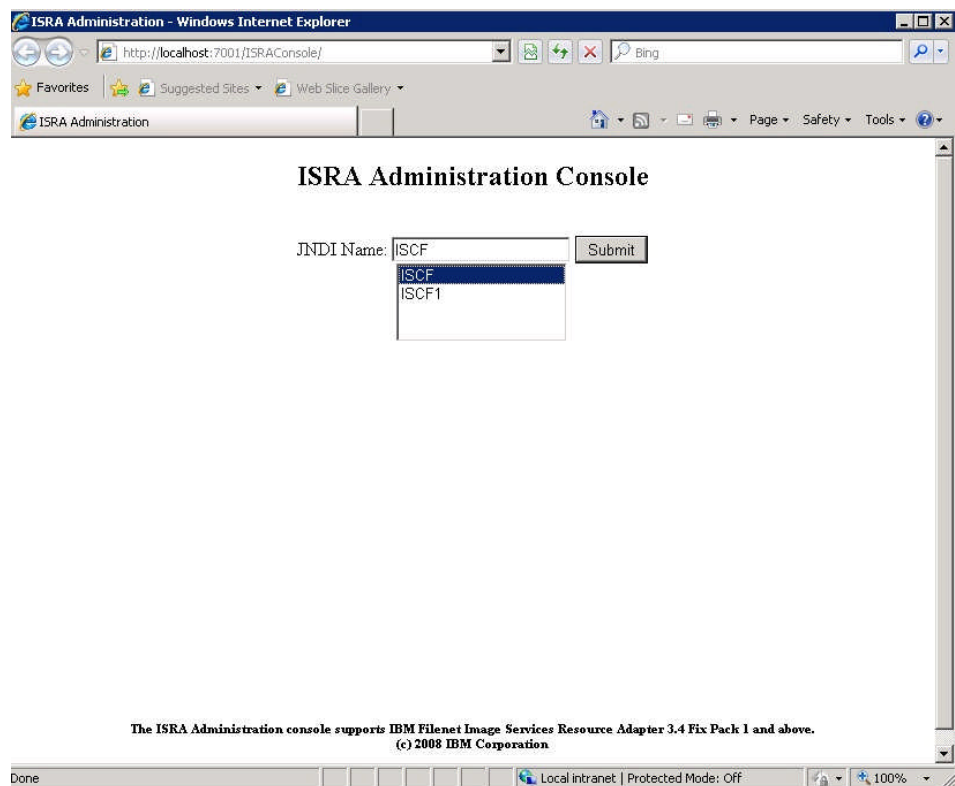 ISRA Administration - Windows Internet Explorer
http://localhost:7001/ISRAConsole/
Bing
Favorites Suggested Sites Web Slice Gallery
ISRA Administration Page Safety Tools
ISRA Administration Console
JNDI Name: ISCF Submit
ISCF
ISCF1
The ISRA Administration console supports IBM Filenet Image Services Resource Adapter 3.4 Fix Pack 1 and above.
(c) 2008 IBM Corporation
Done Local intranet | Protected Mode: Off 100%